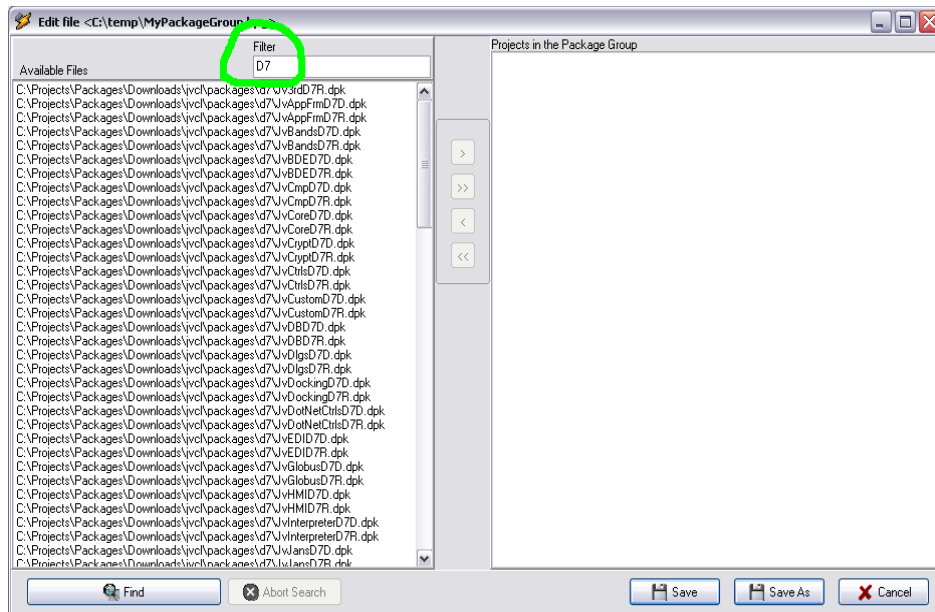 Edit file <C:\temp\MyPackageGroup
Filter
D7
Available Files
Projects in the Package Group
C:\Projects\Packages\Downloads\jvcl\packages\d7\Jv3rdD7R.dpk
C:\Projects\Packages\Downloads\jvcl\packages\d7\JvAppFrmD7D.dpk
C:\Projects\Packages\Downloads\jvcl\packages\d7\JvAppFrmD7R.dpk
C:\Projects\Packages\Downloads\jvcl\packages\d7\JvBandsD7D.dpk
C:\Projects\Packages\Downloads\jvcl\packages\d7\JvBandsD7R.dpk
C:\Projects\Packages\Downloads\jvcl\packages\d7\JvBDED7D.dpk
C:\Projects\Packages\Downloads\jvcl\packages\d7\JvBDED7R.dpk
C:\Projects\Packages\Downloads\jvcl\packages\d7\JvCmpD7D.dpk
C:\Projects\Packages\Downloads\jvcl\packages\d7\JvCmpD7R.dpk
C:\Projects\Packages\Downloads\jvcl\packages\d7\JvCoreD7D.dpk
C:\Projects\Packages\Downloads\jvcl\packages\d7\JvCoreD7R.dpk
C:\Projects\Packages\Downloads\jvcl\packages\d7\JvCryptD7D.dpk
C:\Projects\Packages\Downloads\jvcl\packages\d7\JvCryptD7R.dpk
C:\Projects\Packages\Downloads\jvcl\packages\d7\JvCtrlsD7D.dpk
C:\Projects\Packages\Downloads\jvcl\packages\d7\JvCtrlsD7R.dpk
C:\Projects\Packages\Downloads\jvcl\packages\d7\JvCustomD7D.dpk
C:\Projects\Packages\Downloads\jvcl\packages\d7\JvCustomD7R.dpk
C:\Projects\Packages\Downloads\jvcl\packages\d7\JvDBD7D.dpk
C:\Projects\Packages\Downloads\jvcl\packages\d7\JvDBD7R.dpk
C:\Projects\Packages\Downloads\jvcl\packages\d7\JvDlgsD7D.dpk
C:\Projects\Packages\Downloads\jvcl\packages\d7\JvDlgsD7R.dpk
C:\Projects\Packages\Downloads\jvcl\packages\d7\JvDockingD7D.dpk
C:\Projects\Packages\Downloads\jvcl\packages\d7\JvDockingD7R.dpk
C:\Projects\Packages\Downloads\jvcl\packages\d7\JvDotNetCtrlsD7D.dpk
C:\Projects\Packages\Downloads\jvcl\packages\d7\JvDotNetCtrlsD7R.dpk
C:\Projects\Packages\Downloads\jvcl\packages\d7\JvEDID7D.dpk
C:\Projects\Packages\Downloads\jvcl\packages\d7\JvEDID7R.dpk
C:\Projects\Packages\Downloads\jvcl\packages\d7\JvGlobusD7D.dpk
C:\Projects\Packages\Downloads\jvcl\packages\d7\JvGlobusD7R.dpk
C:\Projects\Packages\Downloads\jvcl\packages\d7\JvHMID7D.dpk
C:\Projects\Packages\Downloads\jvcl\packages\d7\JvHMID7R.dpk
C:\Projects\Packages\Downloads\jvcl\packages\d7\JvInterpreterD7D.dpk
C:\Projects\Packages\Downloads\jvcl\packages\d7\JvInterpreterD7R.dpk
C:\Projects\Packages\Downloads\jvcl\packages\d7\JvJansD7D.dpk
C:\Projects\Packages\Downloads\jvcl\packages\d7\JvJansD7R.dpk
>
>>
<
<<
Find
Abort Search
Save
Save As
Cancel